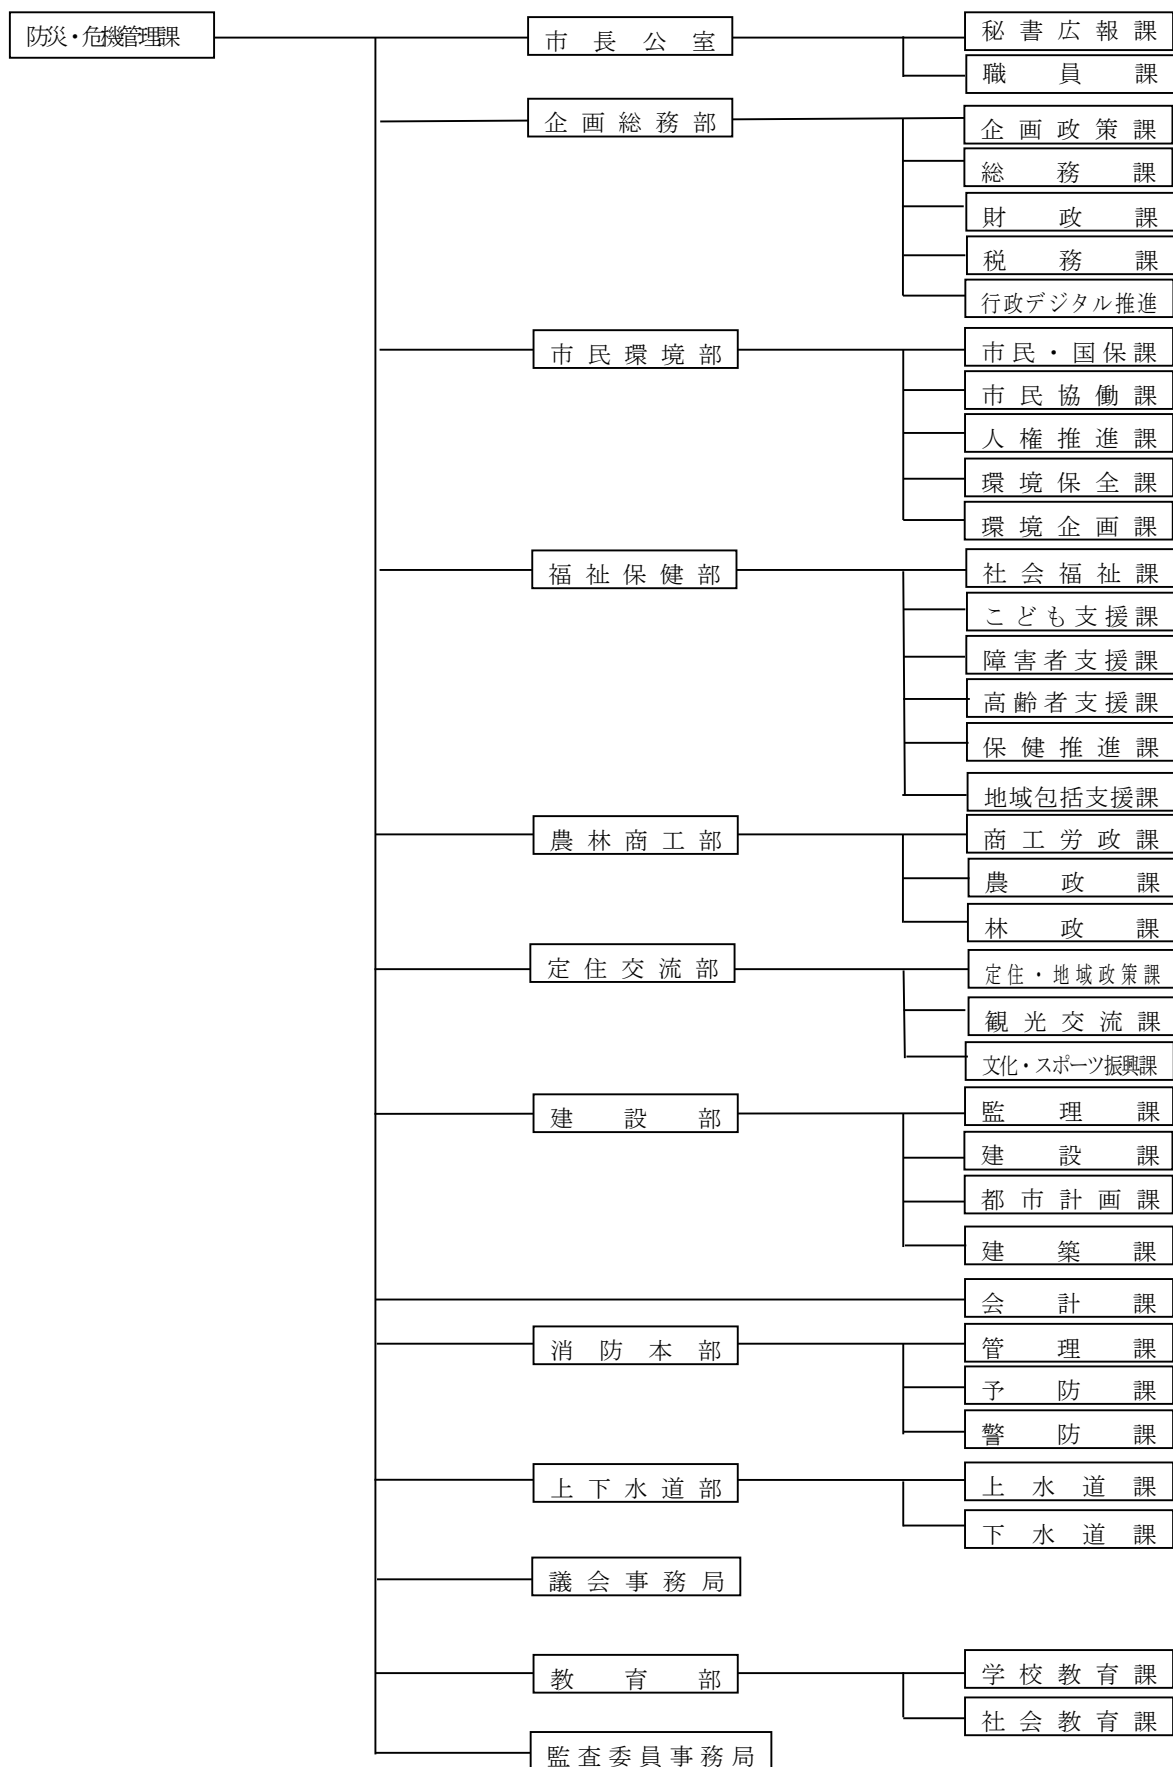 防災・危機管理課
市長公室
秘書広報課
職員課
企画総務部
企画政策課
総務課
財政課
税務課
行政デジタル推進
市民環境部
市民・国保課
市民協働課
人権推進課
環境保全課
環境企画課
福祉保健部
社会福祉課
こども支援課
障害者支援課
高齢者支援課
保健推進課
地域包括支援課
農林商工部
商工労政課
農政課
林政課
定住交流部
定住・地域政策課
観光交流課
文化・スポーツ振興課
建設部
監理課
建設課
都市計画課
建築課
会計課
消防本部
管理課
予防課
警防課
上下水道部
上水道課
下水道課
議会事務局
教育部
学校教育課
社会教育課
監査委員事務局